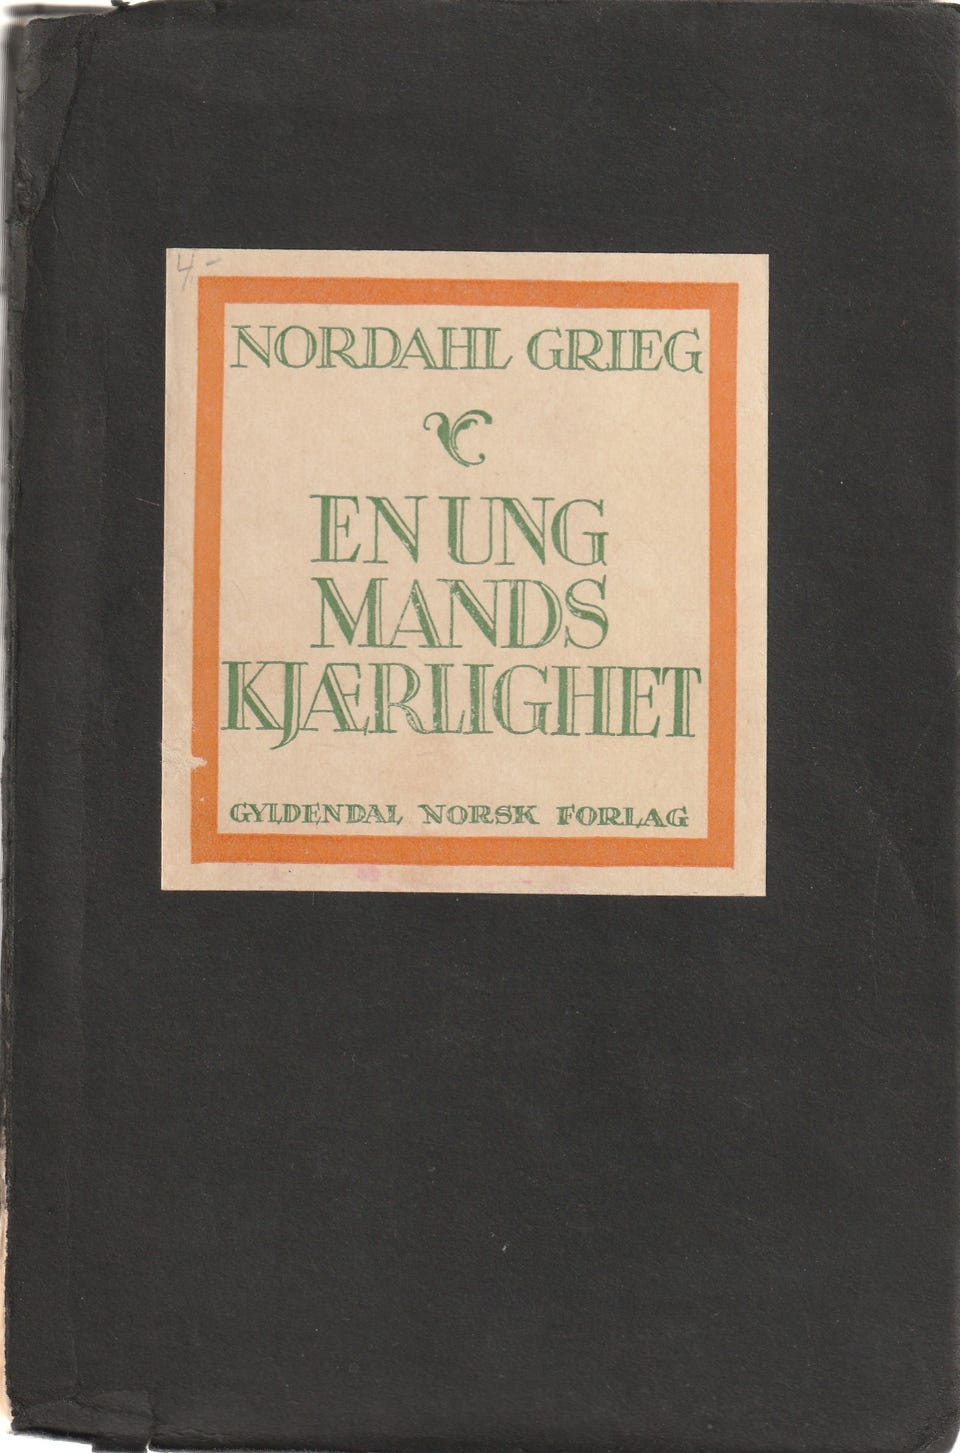 4,-
NORDAHL GRIEG
EN UNG
MANDS
KJÆRLIGHET
GYLDENDAL NORSK FORLAG